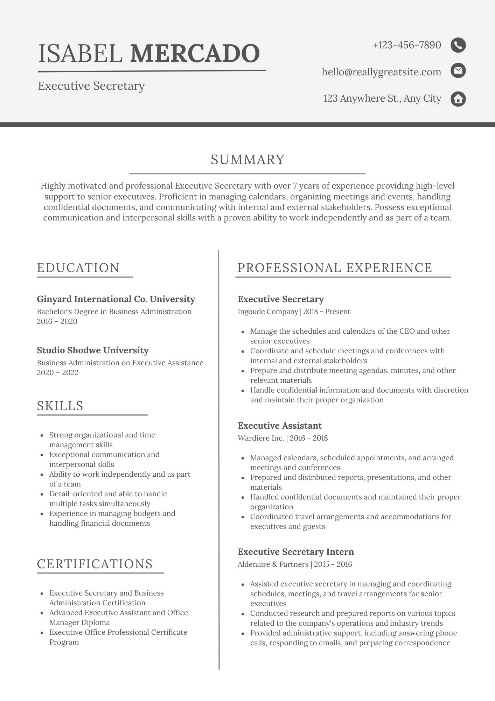 ISABEL MERCADO
Executive Secretary
+123-456-7890
hello@reallygreatsite.com
123 Anywhere St., Any City
SUMMARY
Highly motivated and professional Executive Secretary with over 7 years of experience providing high-level
support to senior executives. Proficient in managing calendars, organizing meetings and events, handling
confidential documents, and communicating with internal and external stakeholders. Possess exceptional
communication and interpersonal skills with a proven ability to work independently and as part of a team.
EDUCATION
Ginyard International Co. University
Bachelor's Degree in Business Administration
2016 – 2020
Studio Shodwe University
Business Administration on Executive Assistance
2020 – 2022
SKILLS
• Strong organizational and time
management skills
• Exceptional communication and
interpersonal skills
• Ability to work independently and as part
of a team
• Detail-oriented and able to handle
multiple tasks simultaneously
• Experience in managing budgets and
handling financial documents
CERTIFICATIONS
• Executive Secretary and Business
Administration Certification
• Advanced Executive Assistant and Office
Manager Diploma
• Executive Office Professional Certificate
Program
PROFESSIONAL EXPERIENCE
Executive Secretary
Ingoude Company | 2018 - Present
• Manage the schedules and calendars of the CEO and other
senior executives
• Coordinate and schedule meetings and conferences with
internal and external stakeholders
• Prepare and distribute meeting agendas, minutes, and other
relevant materials
• Handle confidential information and documents with discretion
and maintain their proper organization
Executive Assistant
Wardiere Inc. | 2016 - 2018
• Managed calendars, scheduled appointments, and arranged
meetings and conferences
• Prepared and distributed reports, presentations, and other
materials
• Handled confidential documents and maintained their proper
organization
• Coordinated travel arrangements and accommodations for
executives and guests
Executive Secretary Intern
Aldenaire & Partners | 2015 - 2016
• Assisted executive secretary in managing and coordinating
schedules, meetings, and travel arrangements for senior
executives
• Conducted research and prepared reports on various topics
related to the company's operations and industry trends
• Provided administrative support, including answering phone
calls, responding to emails, and preparing correspondence